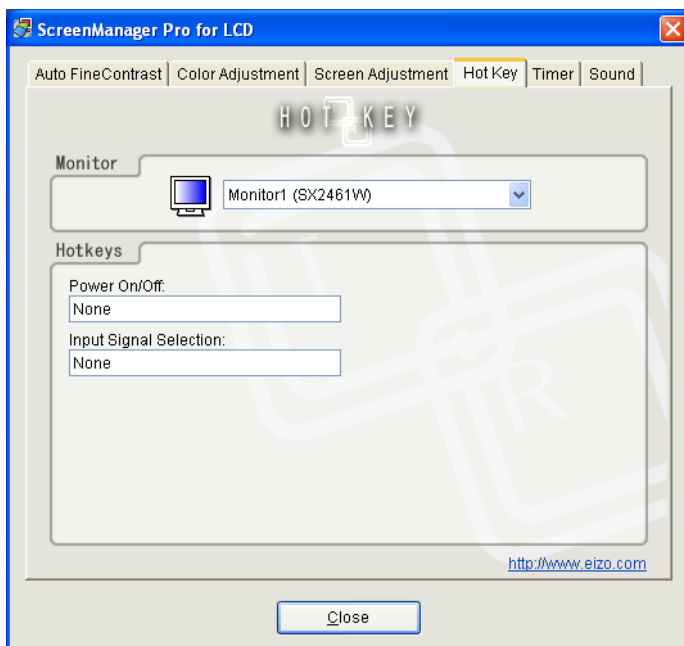 ScreenManager Pro for LCD
Auto FineContrast Color Adjustment Screen Adjustment Hot Key Timer Sound
HOT KEY
Monitor
Monitor1 (SX2461W)
Hotkeys
Power On/Off:
None
Input Signal Selection:
None
http://www.eizo.com
Close